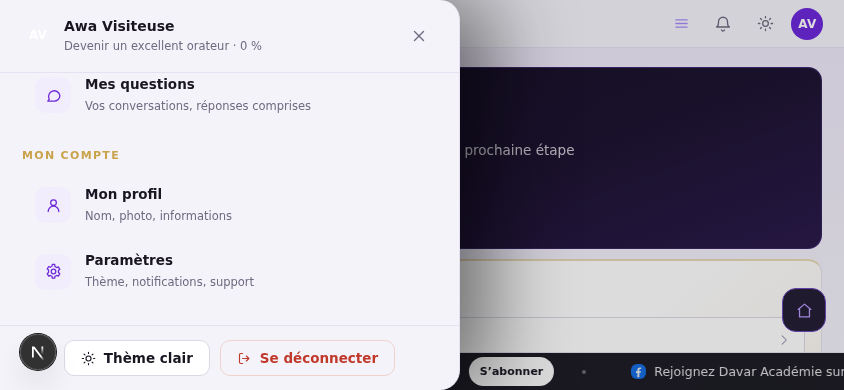 AV
Awa Visiteuse
Devenir un excellent orateur · 0 %
Mes questions
Vos conversations, réponses comprises
MON COMPTE
Mon profil
Nom, photo, informations
Paramètres
Thème, notifications, support
N
Thème clair
Se déconnecter
AV
prochaine étape
S’abonner
Rejoignez Davar Académie sur